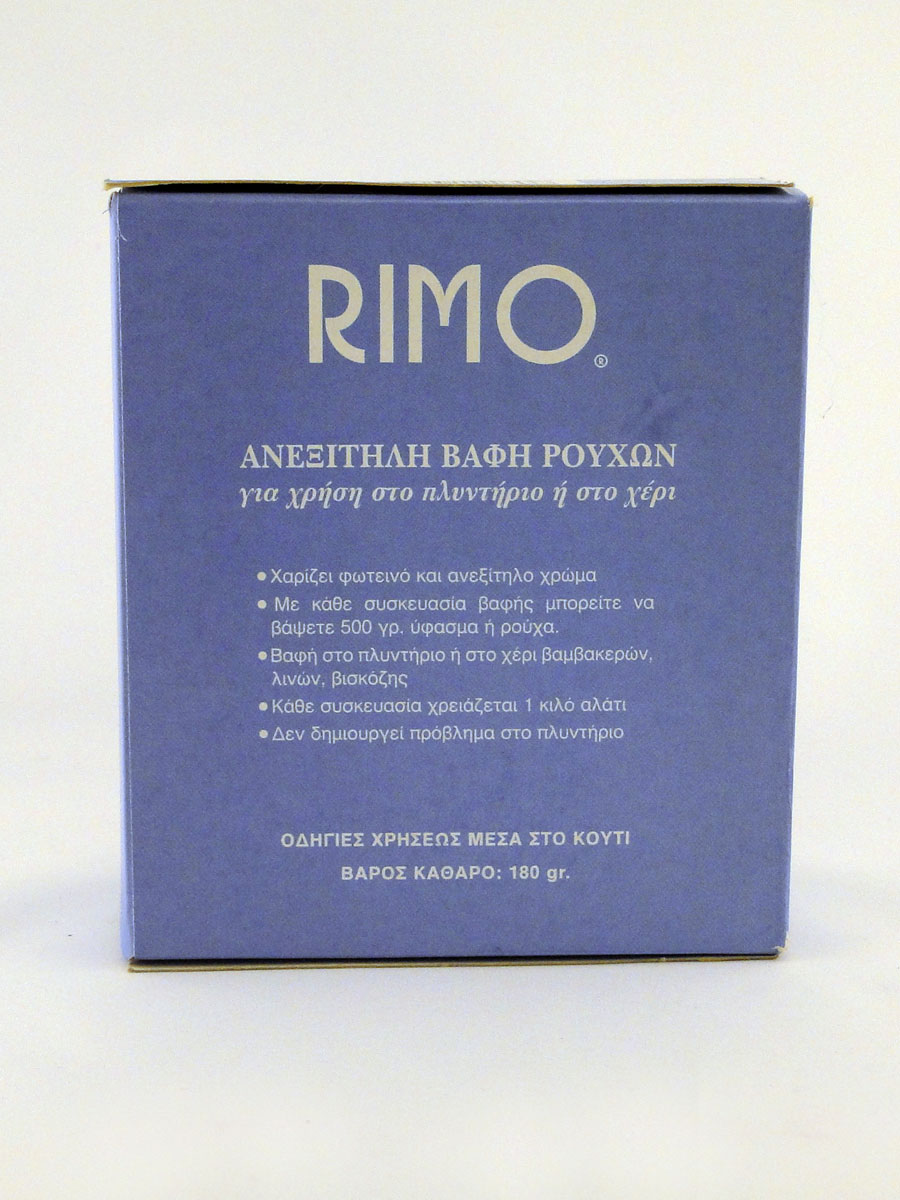 RIMO®
ΑΝΕΞΙΤΗΛΗ ΒΑΦΗ ΡΟΥΧΩΝ
για χρήση στο πλυντήριο ή στο χέρι
• Χαρίζει φωτεινό και ανεξίτηλο χρώμα
• Με κάθε συσκευασία βαφής μπορείτε να
βάψετε 500 γρ. ύφασμα ή ρούχα.
• Βαφή στο πλυντήριο ή στο χέρι βαμβακερών,
λινών, βισκόζης
• Κάθε συσκευασία χρειάζεται 1 κιλό αλάτι
• Δεν δημιουργεί πρόβλημα στο πλυντήριο
ΟΔΗΓΙΕΣ ΧΡΗΣΕΩΣ ΜΕΣΑ ΣΤΟ ΚΟΥΤΙ
ΒΑΡΟΣ ΚΑΘΑΡΟ: 180 gr.